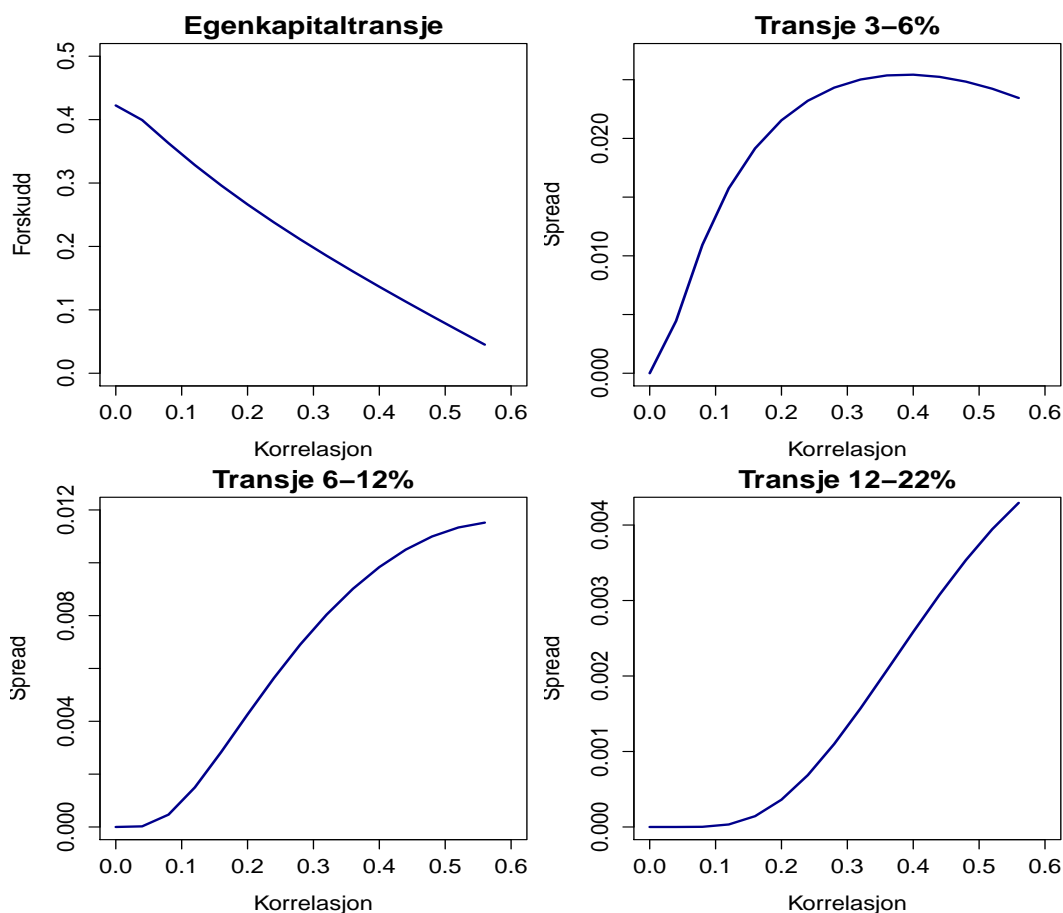 Egenkapitaltransje
Forskudd
0.0 0.1 0.2 0.3 0.4 0.5
0.0 0.1 0.2 0.3 0.4 0.5 0.6
Korrelasjon
Transje 3–6%
Spread
0.000 0.010 0.020
0.0 0.1 0.2 0.3 0.4 0.5 0.6
Korrelasjon
Transje 6–12%
Spread
0.000 0.004 0.008 0.012
0.0 0.1 0.2 0.3 0.4 0.5 0.6
Korrelasjon
Transje 12–22%
Spread
0.000 0.001 0.002 0.003 0.004
0.0 0.1 0.2 0.3 0.4 0.5 0.6
Korrelasjon